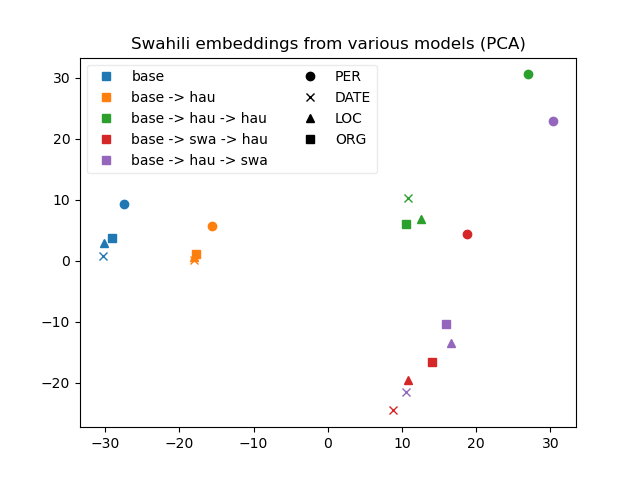 Swahili embeddings from various models (PCA)
30
20
10
0
−10
−20
base
base -> hau
base -> hau -> hau
base -> swa -> hau
base -> hau -> swa
PER
DATE
LOC
ORG
−30
−20
−10
0
10
20
30